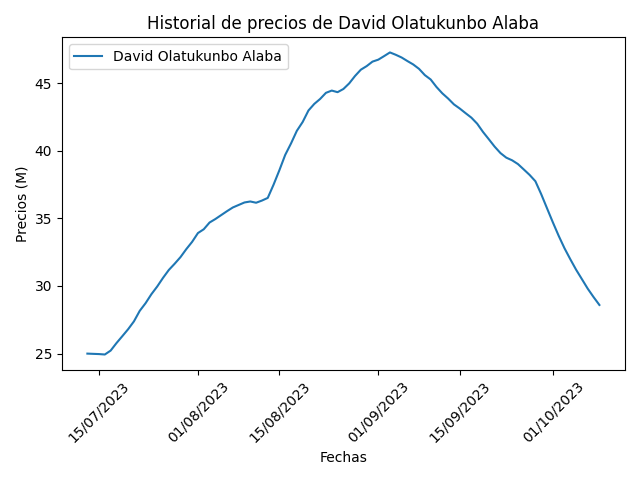 Historial de precios de David Olatukunbo Alaba
David Olatukunbo Alaba
Precios (M)
45
40
35
30
25
15/07/2023
01/08/2023
15/08/2023
01/09/2023
15/09/2023
01/10/2023
Fechas